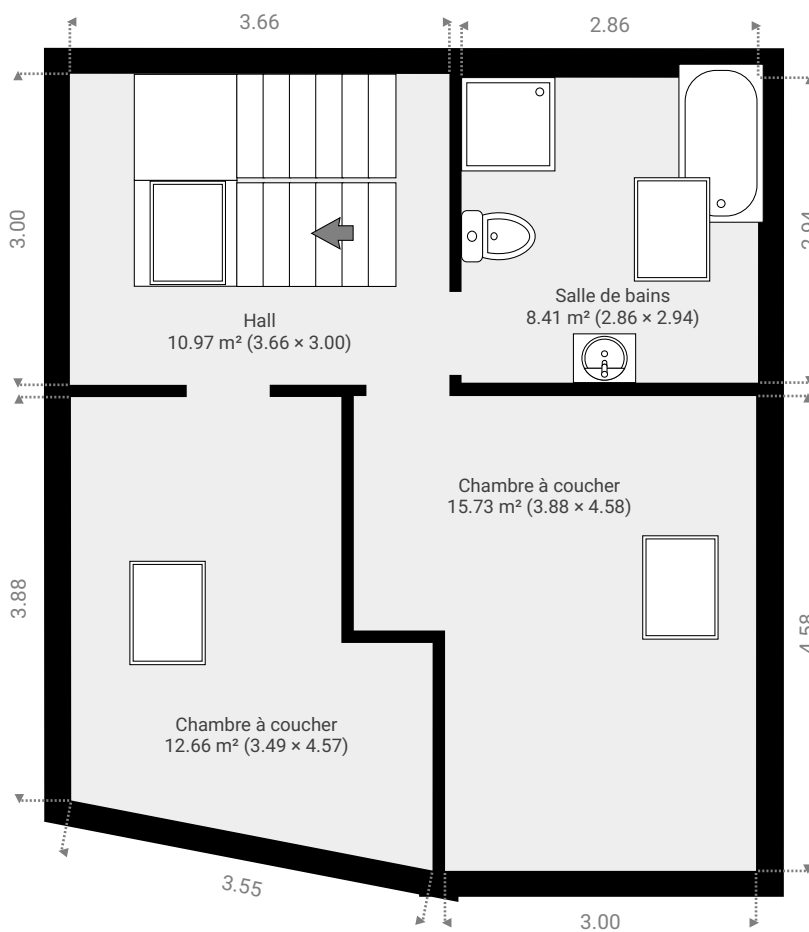 3.66
2.86
3.00
2.94
Hall
10.97 m² (3.66 × 3.00)
Salle de bains
8.41 m² (2.86 × 2.94)
Chambre à coucher
15.73 m² (3.88 × 4.58)
3.88
4.58
Chambre à coucher
12.66 m² (3.49 × 4.57)
3.55
3.00